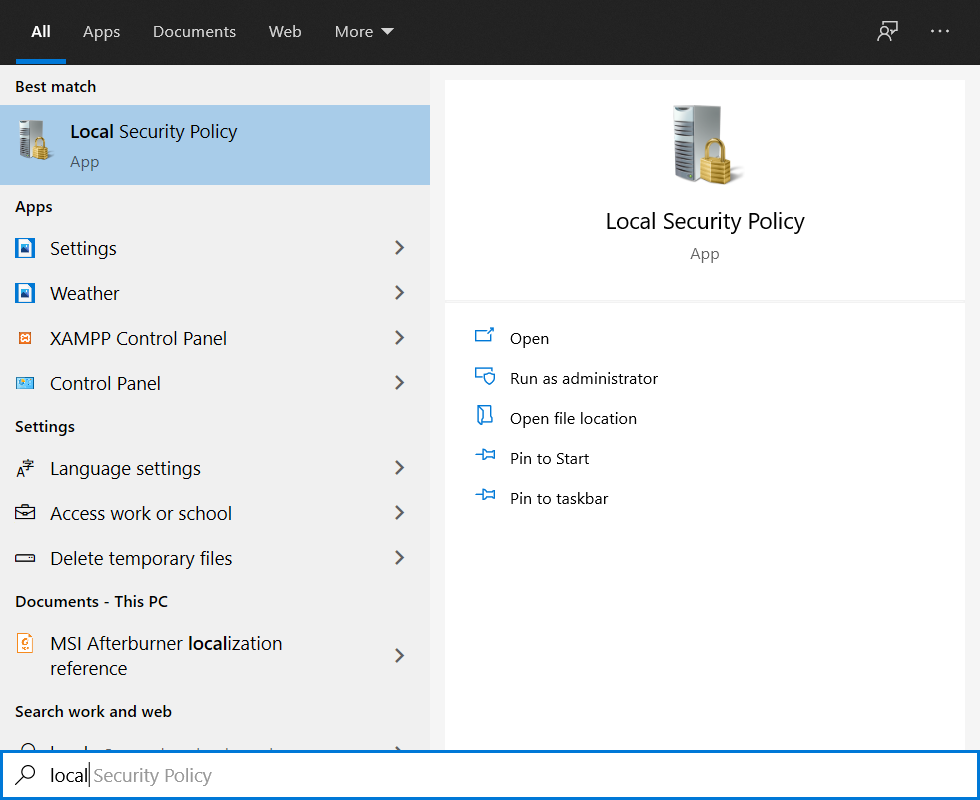 All Apps Documents Web More
Best match
Local Security Policy
App
Apps
Settings
Weather
XAMPP Control Panel
Control Panel
Settings
Language settings
Access work or school
Delete temporary files
Documents - This PC
MSI Afterburner localization
reference
Search work and web
Local Security Policy
App
Open
Run as administrator
Open file location
Pin to Start
Pin to taskbar
local Security Policy